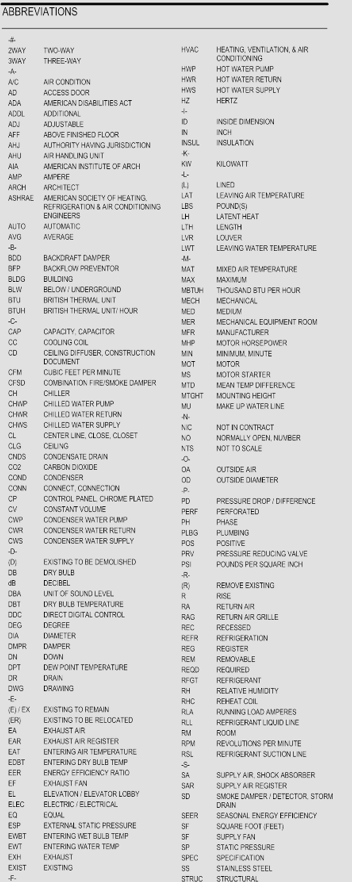 ABBREVIATIONS
-#-
2WAY TWO-WAY
3WAY THREE-WAY
-A-
A/C AIR CONDITION
AD ACCESS DOOR
ADA AMERICAN DISABILITIES ACT
ADDL ADDITIONAL
ADJ ADJUSTABLE
AFF ABOVE FINISHED FLOOR
AHJ AUTHORITY HAVING JURISDICTION
AHU AIR HANDLING UNIT
AIA AMERICAN INSTITUTE OF ARCH
AMP AMPERE
ARCH ARCHITECT
ASHRAE AMERICAN SOCIETY OF HEATING,
REFRIGERATION & AIR CONDITIONING
ENGINEERS
AUTO AUTOMATIC
AVG AVERAGE
-B-
BDD BACKDRAFT DAMPER
BFP BACKFLOW PREVENTOR
BLDG BUILDING
BLW BELOW / UNDERGROUND
BTU BRITISH THERMAL UNIT
BTUH BRITISH THERMAL UNIT/ HOUR
-C-
CAP CAPACITY, CAPACITOR
CC COOLING COIL
CD CEILING DIFFUSER, CONSTRUCTION
DOCUMENT
CFM CUBIC FEET PER MINUTE
CFSD COMBINATION FIRE/SMOKE DAMPER
CH CHILLER
CHWP CHILLED WATER PUMP
CHWR CHILLED WATER RETURN
CHWS CHILLED WATER SUPPLY
CL CENTER LINE, CLOSE, CLOSET
CLG CEILING
CNDS CONDENSATE DRAIN
CO2 CARBON DIOXIDE
COND CONDENSER
CONN CONNECT, CONNECTION
CP CONTROL PANEL, CHROME PLATED
CV CONSTANT VOLUME
CWP CONDENSER WATER PUMP
CWR CONDENSER WATER RETURN
CWS CONDENSER WATER SUPPLY
-D-
(D) EXISTING TO BE DEMOLISHED
DB DRY BULB
dB DECIBEL
DBA UNIT OF SOUND LEVEL
DBT DRY BULB TEMPERATURE
DDC DIRECT DIGITAL CONTROL
DEG DEGREE
DIA DIAMETER
DMPR DAMPER
DN DOWN
DPT DEW POINT TEMPERATURE
DR DRAIN
DWG DRAWING
-E-
(E) / EX EXISTING TO REMAIN
(ER) EXISTING TO BE RELOCATED
EA EXHAUST AIR
EAR EXHAUST AIR REGISTER
EAT ENTERING AIR TEMPERATURE
EDBT ENTERING DRY BULB TEMP
EER ENERGY EFFICIENCY RATIO
EF EXHAUST FAN
EL ELEVATION / ELEVATOR LOBBY
ELEC ELECTRIC / ELECTRICAL
EQ EQUAL
ESP EXTERNAL STATIC PRESSURE
EWBT ENTERING WET BULB TEMP
EWT ENTERING WATER TEMP
EXH EXHAUST
EXIST EXISTING
-F-
HVAC HEATING, VENTILATION, & AIR
CONDITIONING
HWP HOT WATER PUMP
HWR HOT WATER RETURN
HWS HOT WATER SUPPLY
HZ HERTZ
-I-
ID INSIDE DIMENSION
IN INCH
INSUL INSULATION
-K-
KW KILOWATT
-L-
(L) LINED
LAT LEAVING AIR TEMPERATURE
LBS POUND(S)
LH LATENT HEAT
LTH LENGTH
LVR LOUVER
LWT LEAVING WATER TEMPERATURE
-M-
MAT MIXED AIR TEMPERATURE
MAX MAXIMUM
MBTUH THOUSAND BTU PER HOUR
MECH MECHANICAL
MED MEDIUM
MER MECHANICAL EQUIPMENT ROOM
MFR MANUFACTURER
MHP MOTOR HORSEPOWER
MIN MINIMUM, MINUTE
MOT MOTOR
MS MOTOR STARTER
MTD MEAN TEMP DIFFERENCE
MTGHT MOUNTING HEIGHT
MU MAKE UP WATER LINE
-N-
NIC NOT IN CONTRACT
NO NORMALLY OPEN, NUMBER
NTS NOT TO SCALE
-O-
OA OUTSIDE AIR
OD OUTSIDE DIAMETER
-P-
PD PRESSURE DROP / DIFFERENCE
PERF PERFORATED
PH PHASE
PLBG PLUMBING
POS POSITIVE
PRV PRESSURE REDUCING VALVE
PSI POUNDS PER SQUARE INCH
-R-
(R) REMOVE EXISTING
R RISE
RA RETURN AIR
RAG RETURN AIR GRILLE
REC RECESSED
REFR REFRIGERATION
REG REGISTER
REM REMOVABLE
REQD REQUIRED
RFGT REFRIGERANT
RH RELATIVE HUMIDITY
RHC REHEAT COIL
RLA RUNNING LOAD AMPERES
RLL REFRIGERANT LIQUID LINE
RM ROOM
RPM REVOLUTIONS PER MINUTE
RSL REFRIGERANT SUCTION LINE
-S-
SA SUPPLY AIR, SHOCK ABSORBER
SAR SUPPLY AIR REGISTER
SD SMOKE DAMPER / DETECTOR, STORM
DRAIN
SEER SEASONAL ENERGY EFFICIENCY
SF SQUARE FOOT (FEET)
SF SUPPLY FAN
SP STATIC PRESSURE
SPEC SPECIFICATION
SS STAINLESS STEEL
STRUC STRUCTURAL